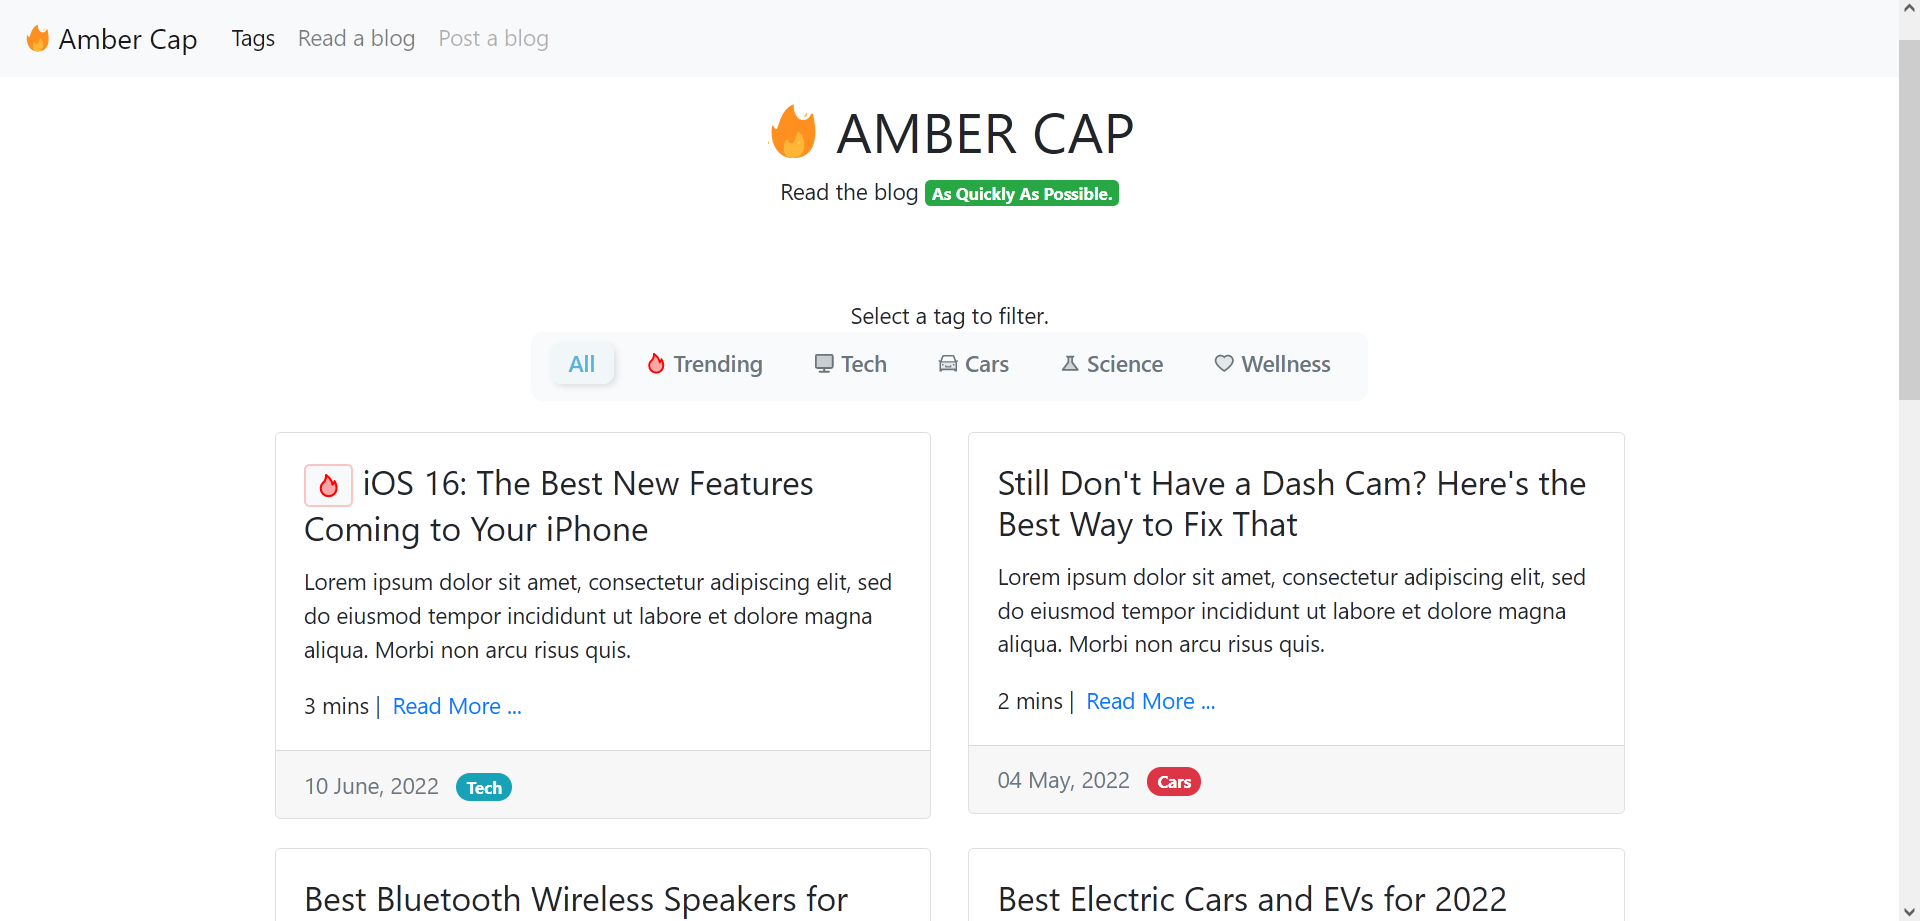 Amber Cap Tags Read a blog Post a blog
AMBER CAP
Read the blog As Quickly As Possible.
Select a tag to filter.
All Trending Tech Cars Science Wellness
iOS 16: The Best New Features
Coming to Your iPhone
Lorem ipsum dolor sit amet, consectetur adipiscing elit, sed
do eiusmod tempor incididunt ut labore et dolore magna
aliqua. Morbi non arcu risus quis.
3 mins | Read More ...
10 June, 2022 Tech
Still Don't Have a Dash Cam? Here's the
Best Way to Fix That
Lorem ipsum dolor sit amet, consectetur adipiscing elit, sed
do eiusmod tempor incididunt ut labore et dolore magna
aliqua. Morbi non arcu risus quis.
2 mins | Read More ...
04 May, 2022 Cars
Best Bluetooth Wireless Speakers for
Best Electric Cars and EVs for 2022